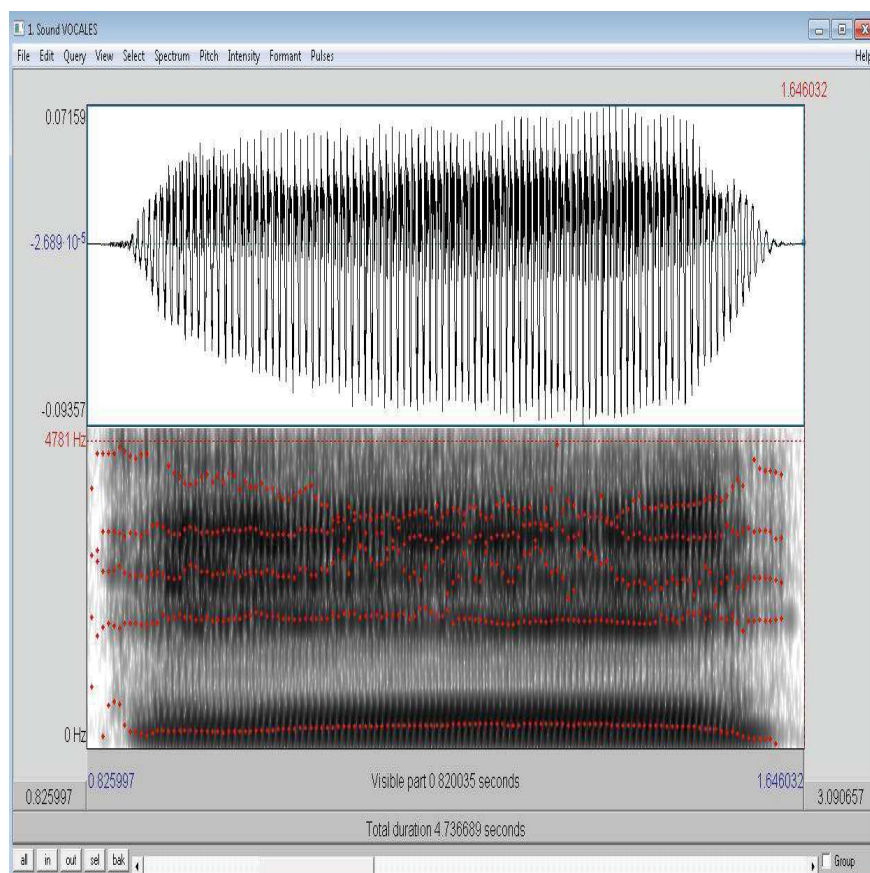 1. Sound VOCALES
File Edit Query View Select Spectrum Pitch Intensity Formant Pulses Help
1.646032
0.07159
-2.689·10⁻⁵
-0.09357
4781 Hz
0 Hz
0.825997 Visible part 0.820035 seconds 1.646032
0.825997 3.090657
Total duration 4.736689 seconds
all in out sel bak Group